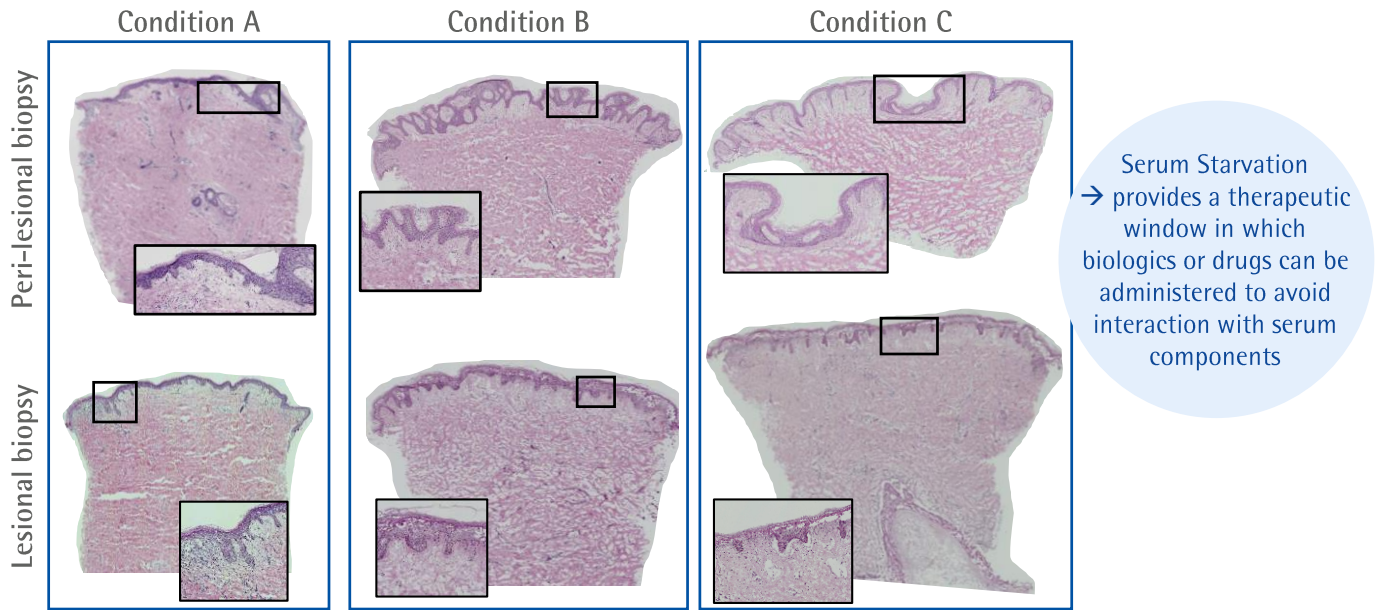 Condition A
Condition B
Condition C
Peri-lesional biopsy
Lesional biopsy
Serum Starvation
→ provides a therapeutic
window in which
biologics or drugs can be
administered to avoid
interaction with serum
components